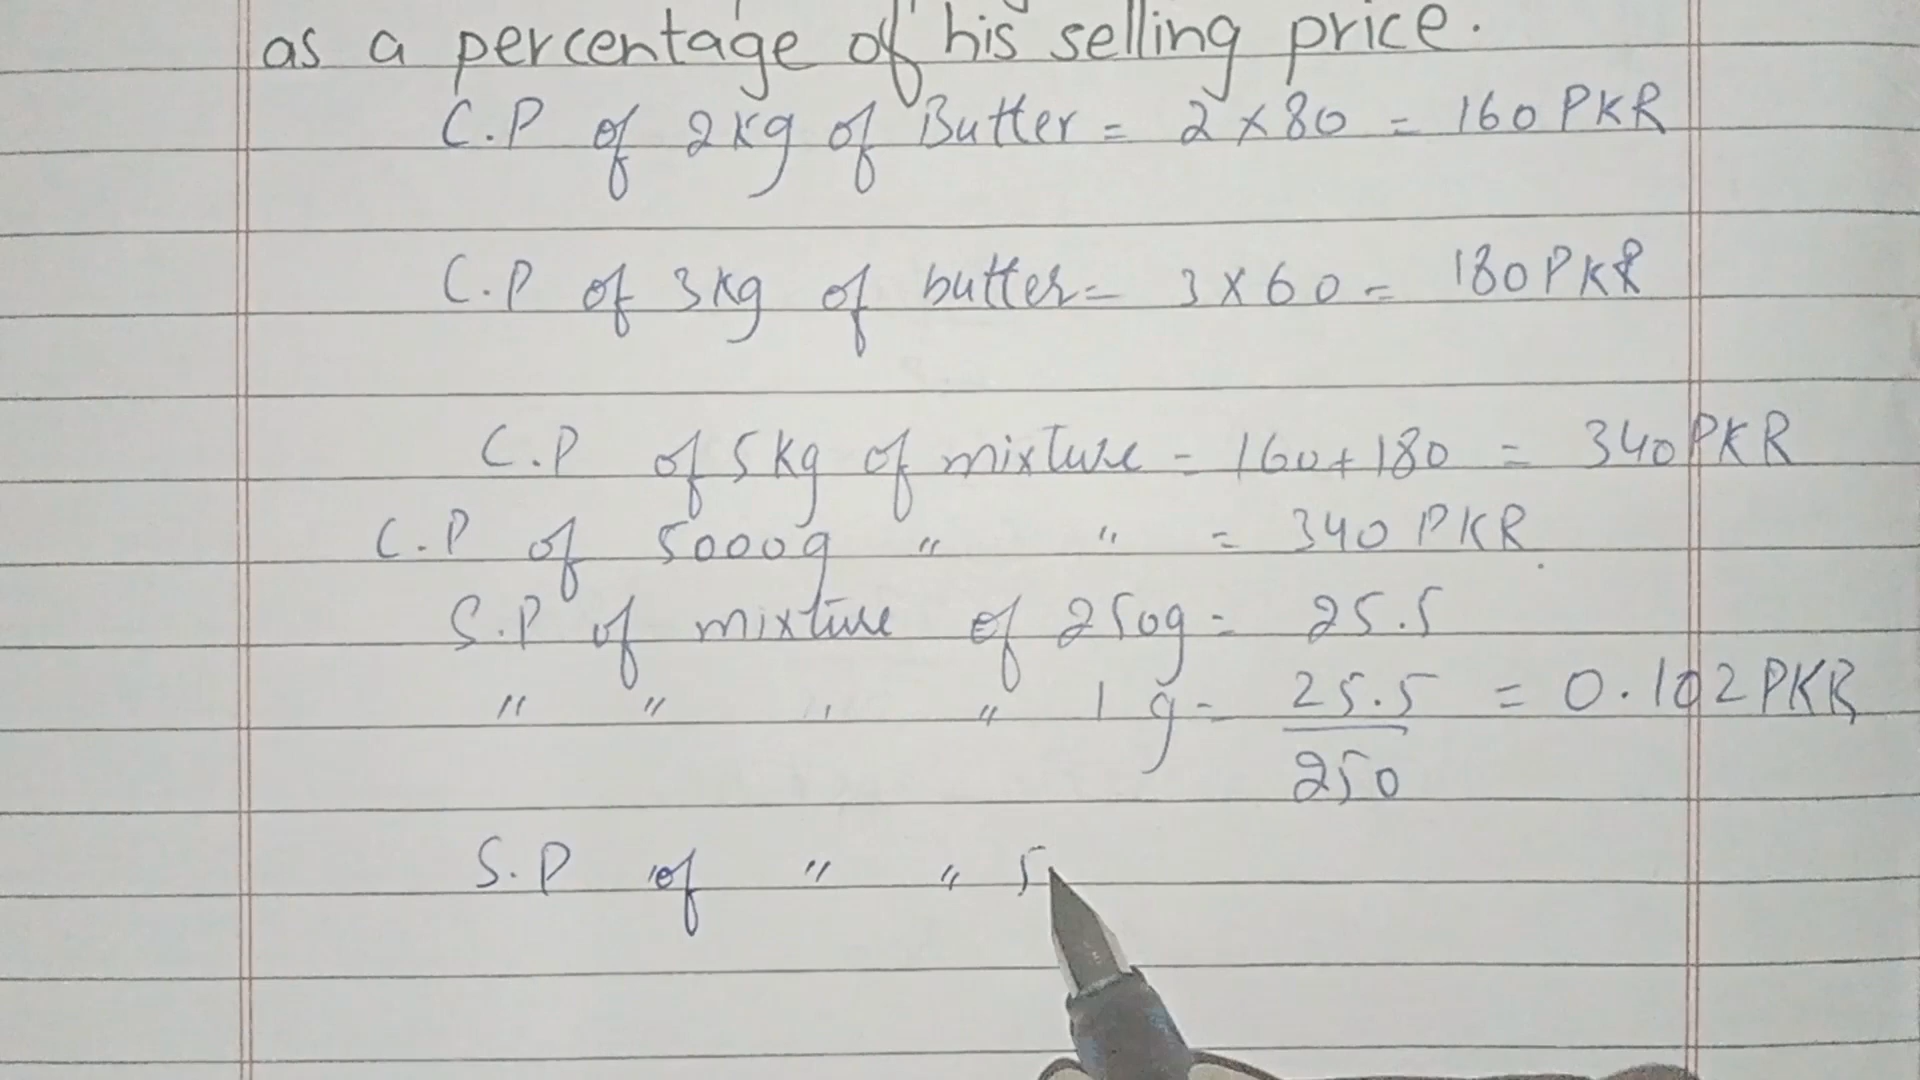 as a percentage of his selling price.
C.P of 2kg of Butter = 2 × 80 = 160 PKR
C.P of 3kg of butter = 3 × 60 = 180 PKR
C.P of 5kg of mixture = 160 + 180 = 340 PKR
C.P of 5000g " " = 340 PKR
S.P of mixture of 250g = 25.5
" " " " 1g = 25.5 = 0.102 PKR
250
S.P of " " 5